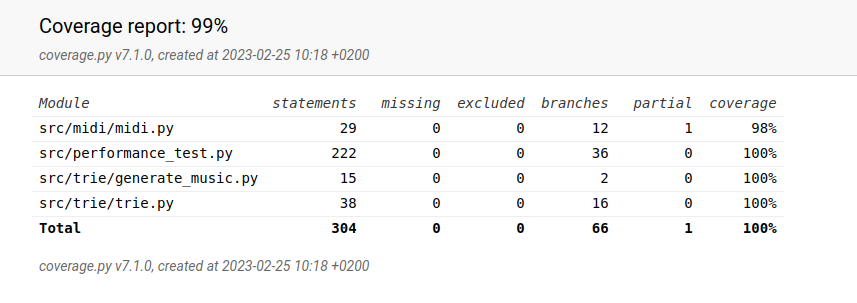 Coverage report: 99%
coverage.py v7.1.0, created at 2023-02-25 10:18 +0200
Module statements missing excluded branches partial coverage
src/midi/midi.py 29 0 0 12 1 98%
src/performance_test.py 222 0 0 36 0 100%
src/trie/generate_music.py 15 0 0 2 0 100%
src/trie/trie.py 38 0 0 16 0 100%
Total 304 0 0 66 1 100%
coverage.py v7.1.0, created at 2023-02-25 10:18 +0200